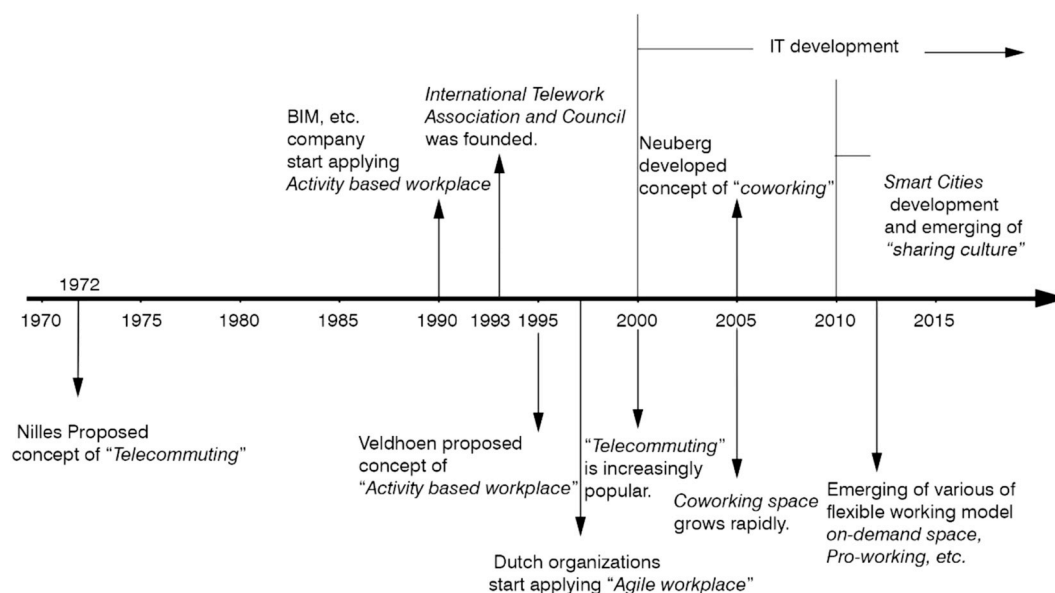 IT development
International Telework
Association and Council
was founded.
BIM, etc.
company
start applying
Activity based workplace
Neuberg
developed
concept of “coworking”
Smart Cities
development
and emerging of
“sharing culture”
1972
1970 1975 1980 1985 1990 1993 1995 2000 2005 2010 2015
Nilles Proposed
concept of “Telecommuting”
Veldhoen proposed
concept of
“Activity based workplace”
“Telecommuting”
is increasingly
popular.
Coworking space
grows rapidly.
Emerging of various of
flexible working model
on-demand space,
Pro-working, etc.
Dutch organizations
start applying “Agile workplace”